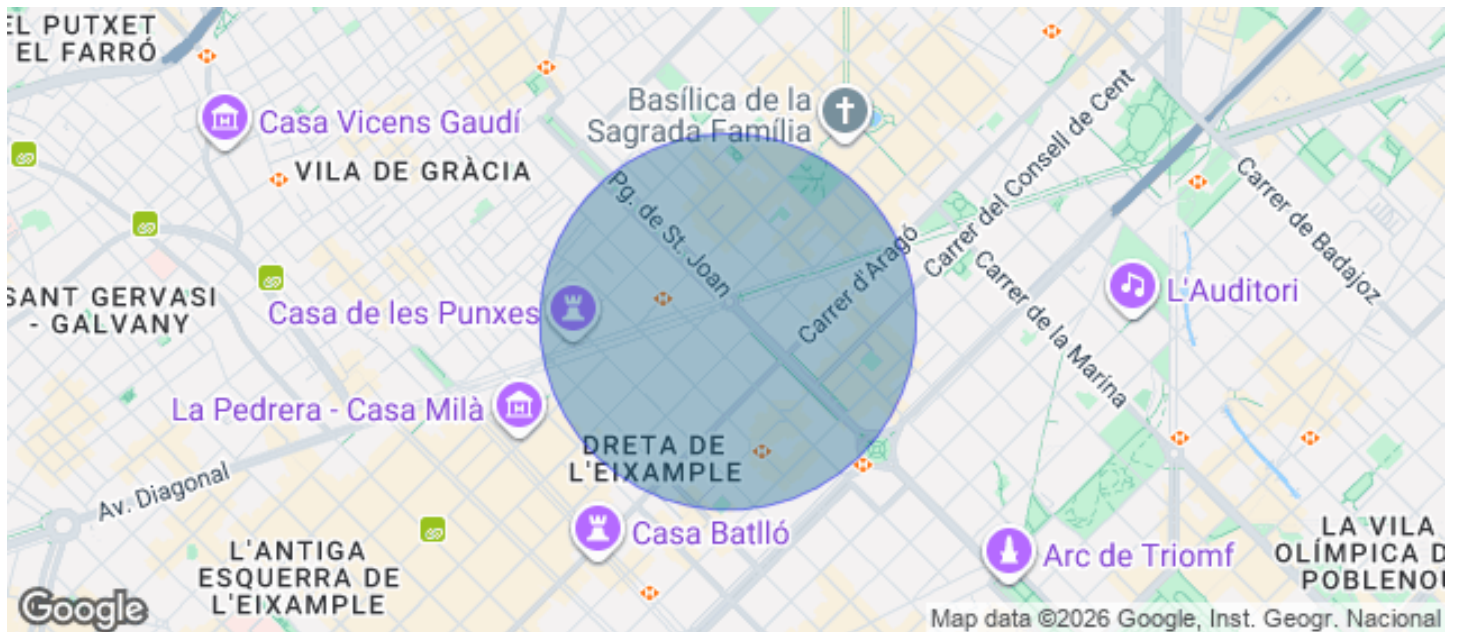 EL PUTXET
EL FARRÓ
Casa Vicens Gaudí
VILA DE GRÀCIA
Basílica de la
Sagrada Família
Carrer del Consell de Cent
Carrer de Badajoz
Pg. de St. Joan
Carrer d'Aragó
SANT GERVASI
- GALVANY
Casa de les Punxes
L'Auditori
Carrer de la Marina
La Pedrera - Casa Milà
DRETA DE
L'EIXAMPLE
Av. Diagonal
Casa Batlló
Arc de Triomf
L'ANTIGA
ESQUERRA DE
L'EIXAMPLE
LA VILA
OLÍMPICA D
POBLENOU
Google
Map data ©2026 Google, Inst. Geogr. Nacional